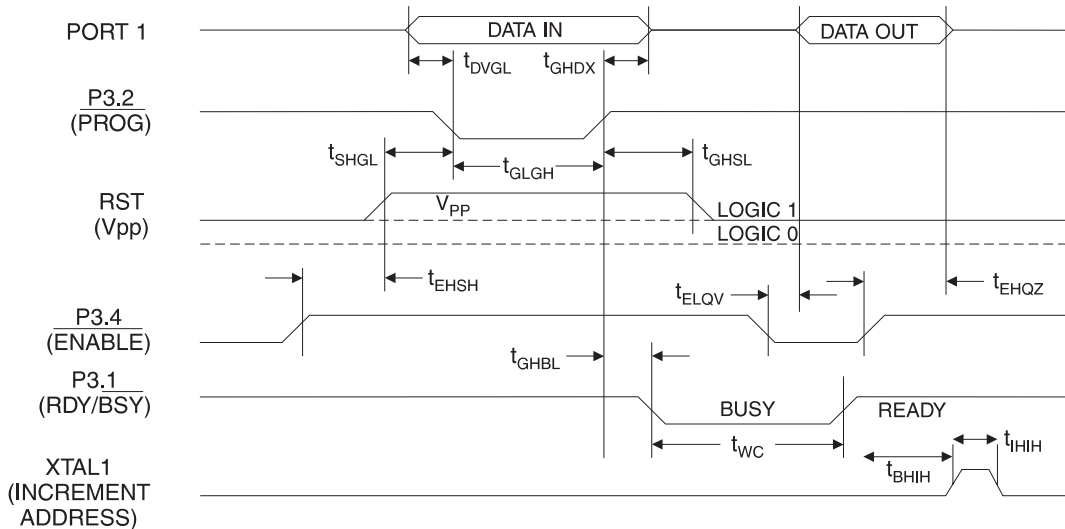 PORT 1
DATA IN
DATA OUT
tDVGL
tGHDX
P3.2
(PROG)
tSHGL
tGLGH
tGHSL
RST
(Vpp)
VPP
LOGIC 1
LOGIC 0
tEHSH
tELQV
tEHQZ
P3.4
(ENABLE)
tGHBL
P3.1
(RDY/BSY)
BUSY
READY
tWC
tBHIH
tIHIH
XTAL1
(INCREMENT
ADDRESS)